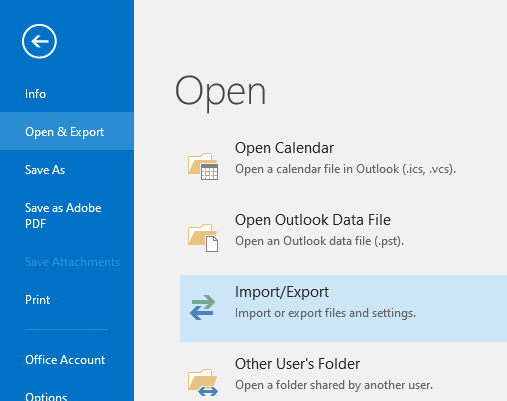 Info
Open & Export
Save As
Save as Adobe
PDF
Save Attachments
Print
Office Account
Options
Open
Open Calendar
Open a calendar file in Outlook (.ics, .vcs).
Open Outlook Data File
Open an Outlook data file (.pst).
Import/Export
Import or export files and settings.
Other User's Folder
Open a folder shared by another user.